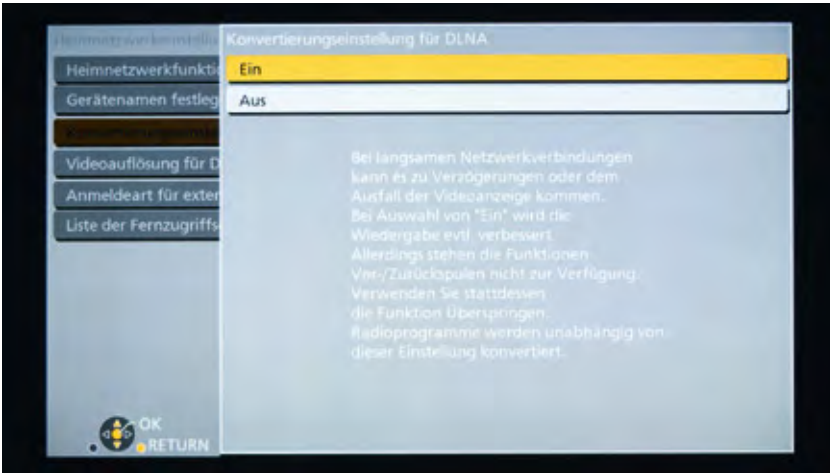 Konvertierungseinstellung für DLNA
Heimnetzwerkfunktio
Gerätenamen festleg
Videoauflösung für D
Anmeldeart für exter
Liste der Fernzugriffs
Ein
Aus
Bei langsamen Netzwerkverbindungen
kann es zu Verzögerungen oder dem
Ausfall der Videoanzeige kommen.
Bei Auswahl von "Ein" wird die
Wiedergabe evtl. verbessert.
Allerdings stehen die Funktionen
Vor-/Zurückspulen nicht zur Verfügung.
Verwenden Sie stattdessen
die Funktion Überspringen.
Radioprogramme werden unabhängig von
dieser Einstellung konvertiert.
OK
RETURN